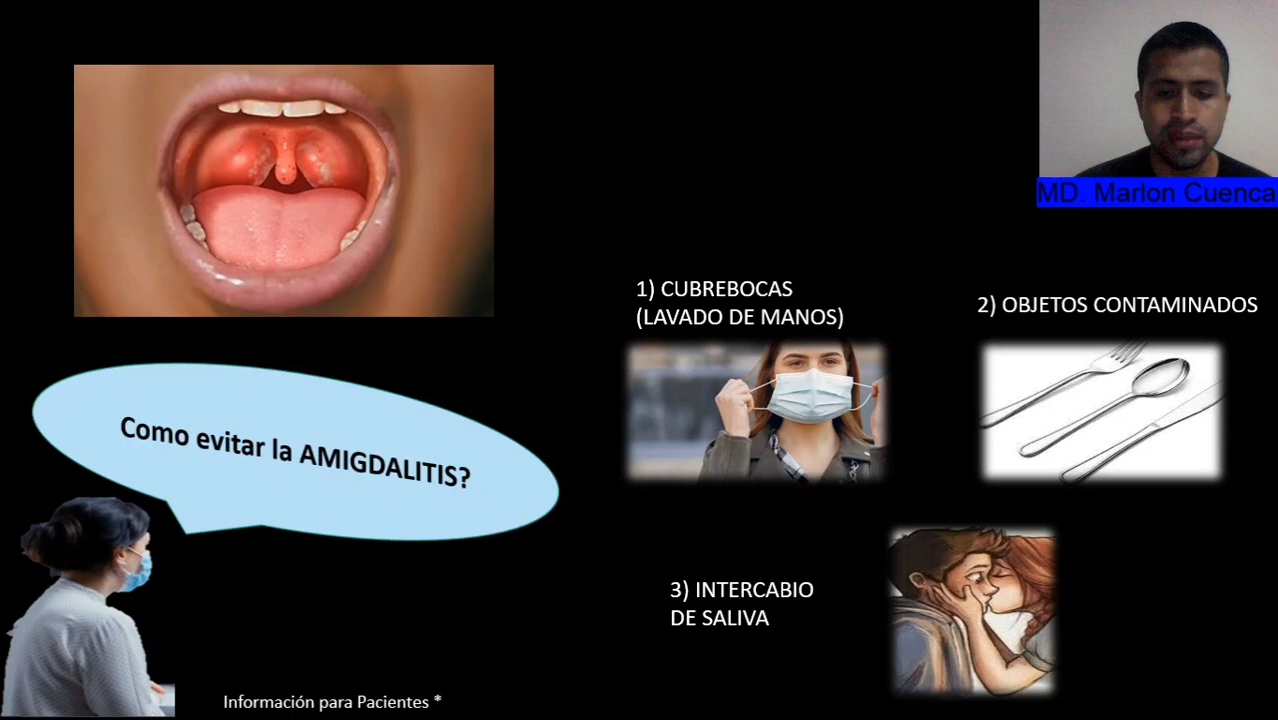 MD. Marlon Cuenca
1) CUBREBOCAS
(LAVADO DE MANOS)
2) OBJETOS CONTAMINADOS
Como evitar la AMIGDALITIS?
3) INTERCABIO
DE SALIVA
Información para Pacientes *